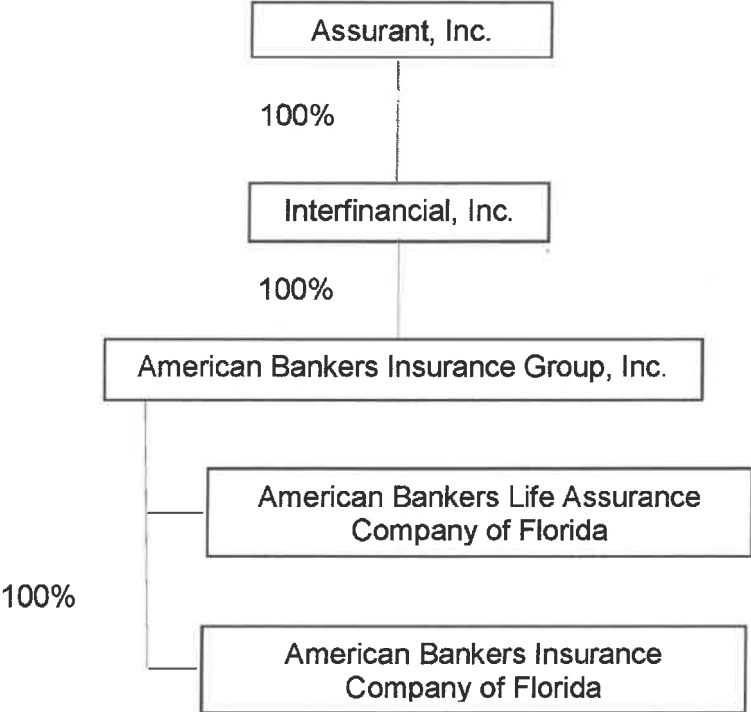 Assurant, Inc.
100%
Interfinancial, Inc.
100%
American Bankers Insurance Group, Inc.
American Bankers Life Assurance
Company of Florida
100%
American Bankers Insurance
Company of Florida